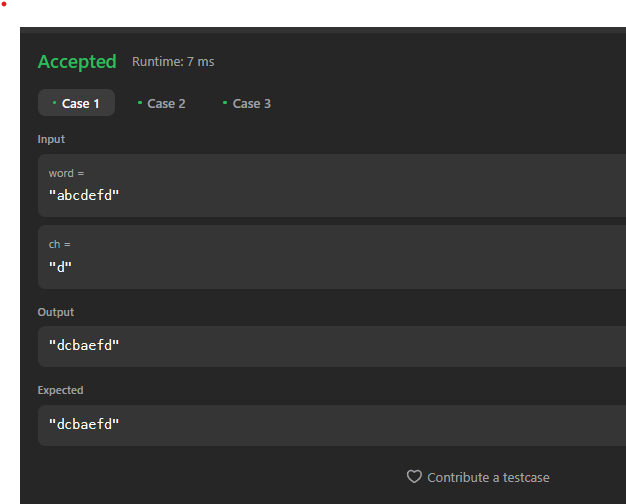 Accepted Runtime: 7 ms
Case 1 Case 2 Case 3
Input
word =
"abcdefd"
ch =
"d"
Output
"dcbaefd"
Expected
"dcbaefd"
Contribute a testcase